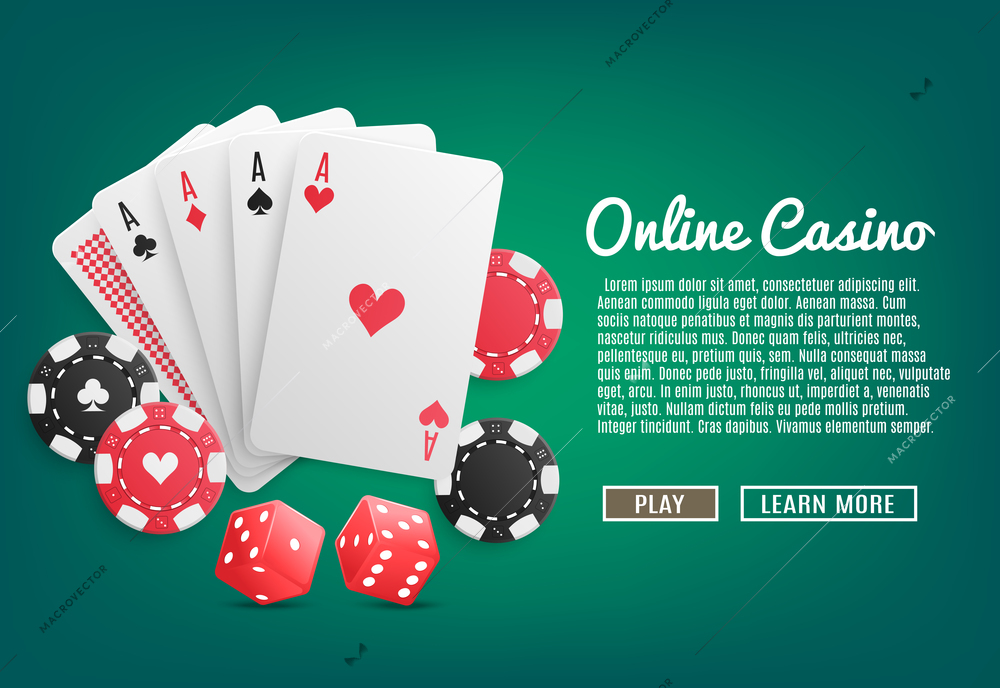 A
A
A
A
A
Online Casino
Lorem ipsum dolor sit amet, consectetuer adipiscing elit.
Aenean commodo ligula eget dolor. Aenean massa. Cum
sociis natoque penatibus et magnis dis parturient montes,
nascetur ridiculus mus. Donec quam felis, ultricies nec,
pellentesque eu, pretium quis, sem. Nulla consequat massa
quis enim. Donec pede justo, fringilla vel, aliquet nec, vulputate
eget, arcu. In enim justo, rhoncus ut, imperdiet a, venenatis
vitae, justo. Nullam dictum felis eu pede mollis pretium.
Integer tincidunt. Cras dapibus. Vivamus elementum semper.
PLAY
LEARN MORE
MACROVECTOR
MACROVECTOR
MACROVECTOR
MACROVECTOR